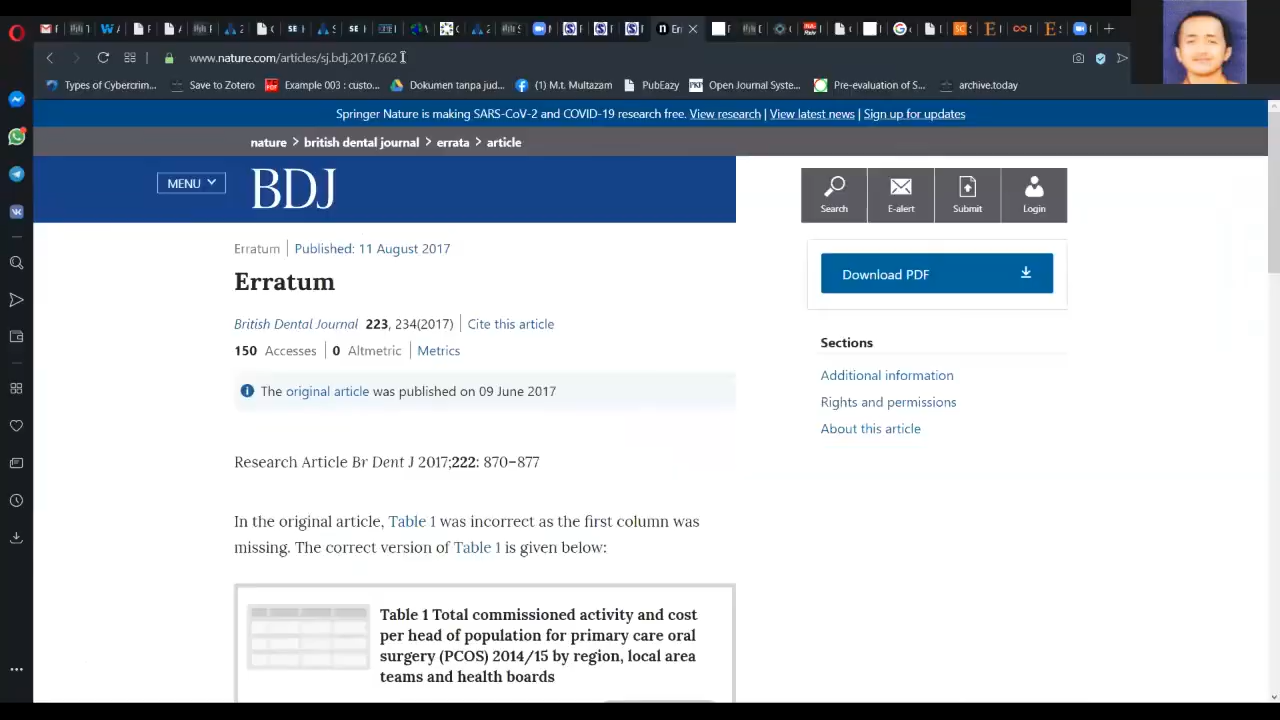 www.nature.com/articles/sj.bdj.2017.662
Types of Cybercrim...
Save to Zotero
Example 003 : custo...
Dokumen tanpa jud...
(1) M.t. Multazam
PubEazy
Open Journal Syste...
Pre-evaluation of S...
archive.today
Springer Nature is making SARS-CoV-2 and COVID-19 research free. View research | View latest news | Sign up for updates
nature > british dental journal > errata > article
MENU
BDJ
Search
E-alert
Submit
Login
Erratum | Published: 11 August 2017
Erratum
British Dental Journal 223, 234(2017) | Cite this article
150 Accesses | 0 Altmetric | Metrics
The original article was published on 09 June 2017
Research Article Br Dent J 2017;222: 870–877
In the original article, Table 1 was incorrect as the first column was
missing. The correct version of Table 1 is given below:
Table 1 Total commissioned activity and cost
per head of population for primary care oral
surgery (PCOS) 2014/15 by region, local area
teams and health boards
Download PDF
Sections
Additional information
Rights and permissions
About this article